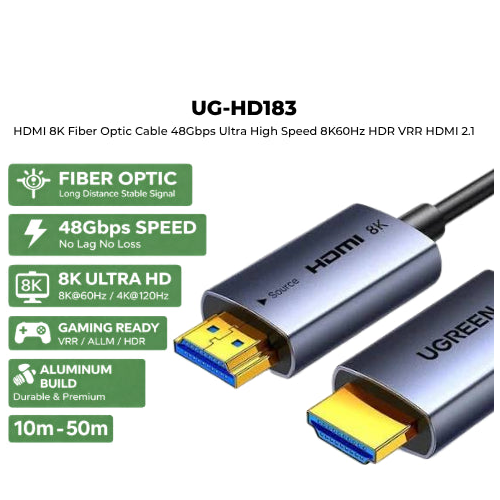 UG-HD183
HDMI 8K Fiber Optic Cable 48Gbps Ultra High Speed 8K60Hz HDR VRR HDMI 2.1
FIBER OPTIC
Long Distance Stable Signal
48Gbps SPEED
No Lag No Loss
8K
8K ULTRA HD
8K@60Hz / 4K@120Hz
GAMING READY
VRR / ALLM / HDR
ALUMINUM
BUILD
Durable & Premium
10m-50m
Source
HDMI 8K
UGREEN